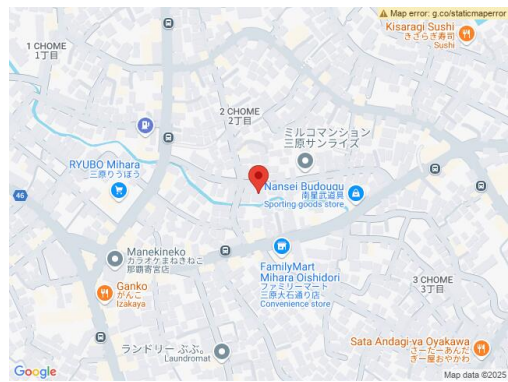 Map error: g.co/staticmaperror
Kisaragi Sushi
きさらぎ寿司
Sushi
1 CHOME
1丁目
2 CHOME
2丁目
ミルコマンション
三原サンライズ
RYUBO Mihara
三原りうぼう
Nansei Budougu
南星武道具
Sporting goods store
46
Manekineko
カラオケまねきねこ
那覇寄宮店
FamilyMart
Mihara Oishidori
ファミリーマート
三原大石通り店
Convenience store
Ganko
がんこ
Izakaya
3 CHOME
3丁目
ランドリー ぶぶ。
Laundromat
Sata Andagi-ya Oyakawa
さーたーあんだ
ぎー屋おやかわ
Google
Map data ©2025